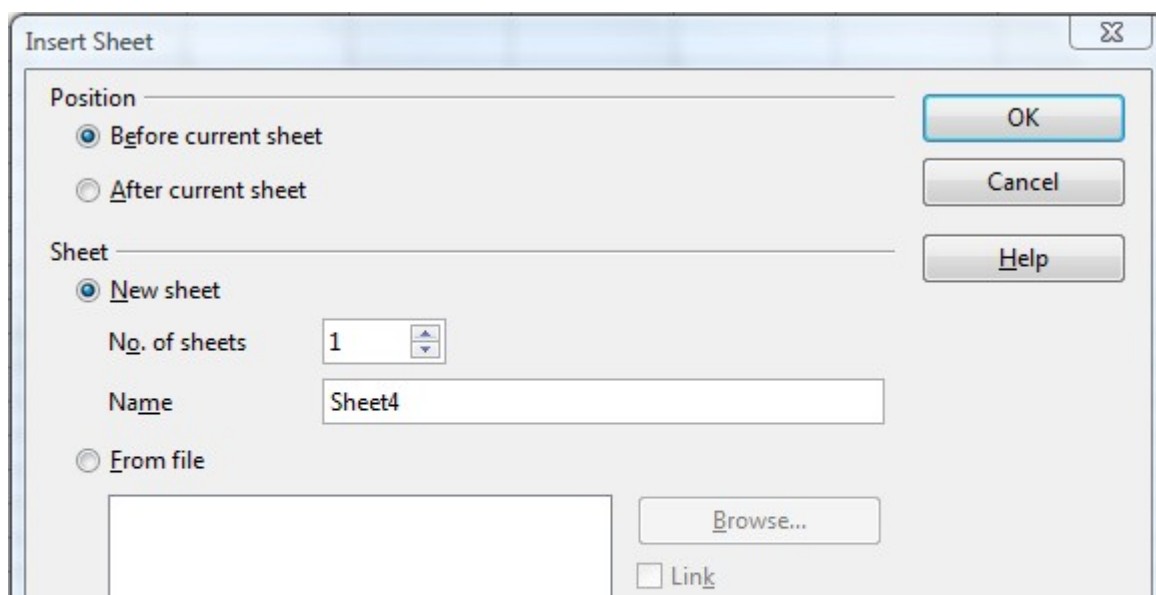 Insert Sheet
Position
Before current sheet
After current sheet
OK
Cancel
Help
Sheet
New sheet
No. of sheets 1
Name Sheet4
From file
Browse...
Link